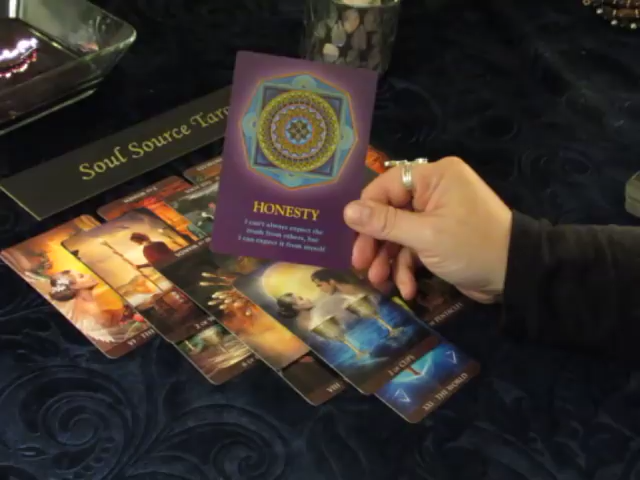 Soul Source Taro
HONESTY
I can't always expect the
truth from others, but
I can expect it from myself
2 of CUPS
XXI. THE WORLD